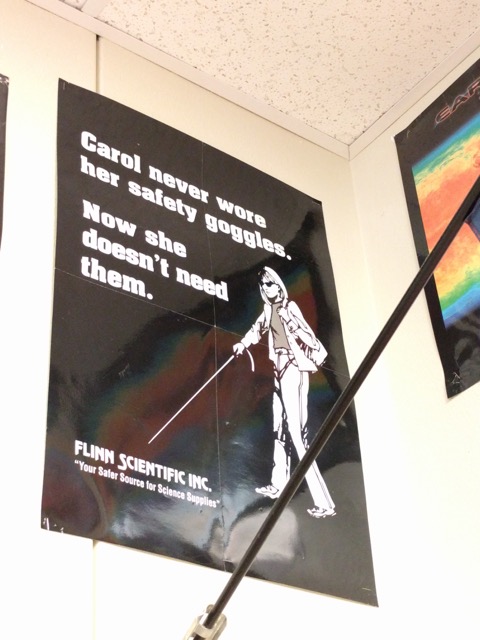 Carol never wore
her safety goggles.
Now she
doesn't need
them.
FLINN SCIENTIFIC INC.
"Your Safer Source for Science Supplies"